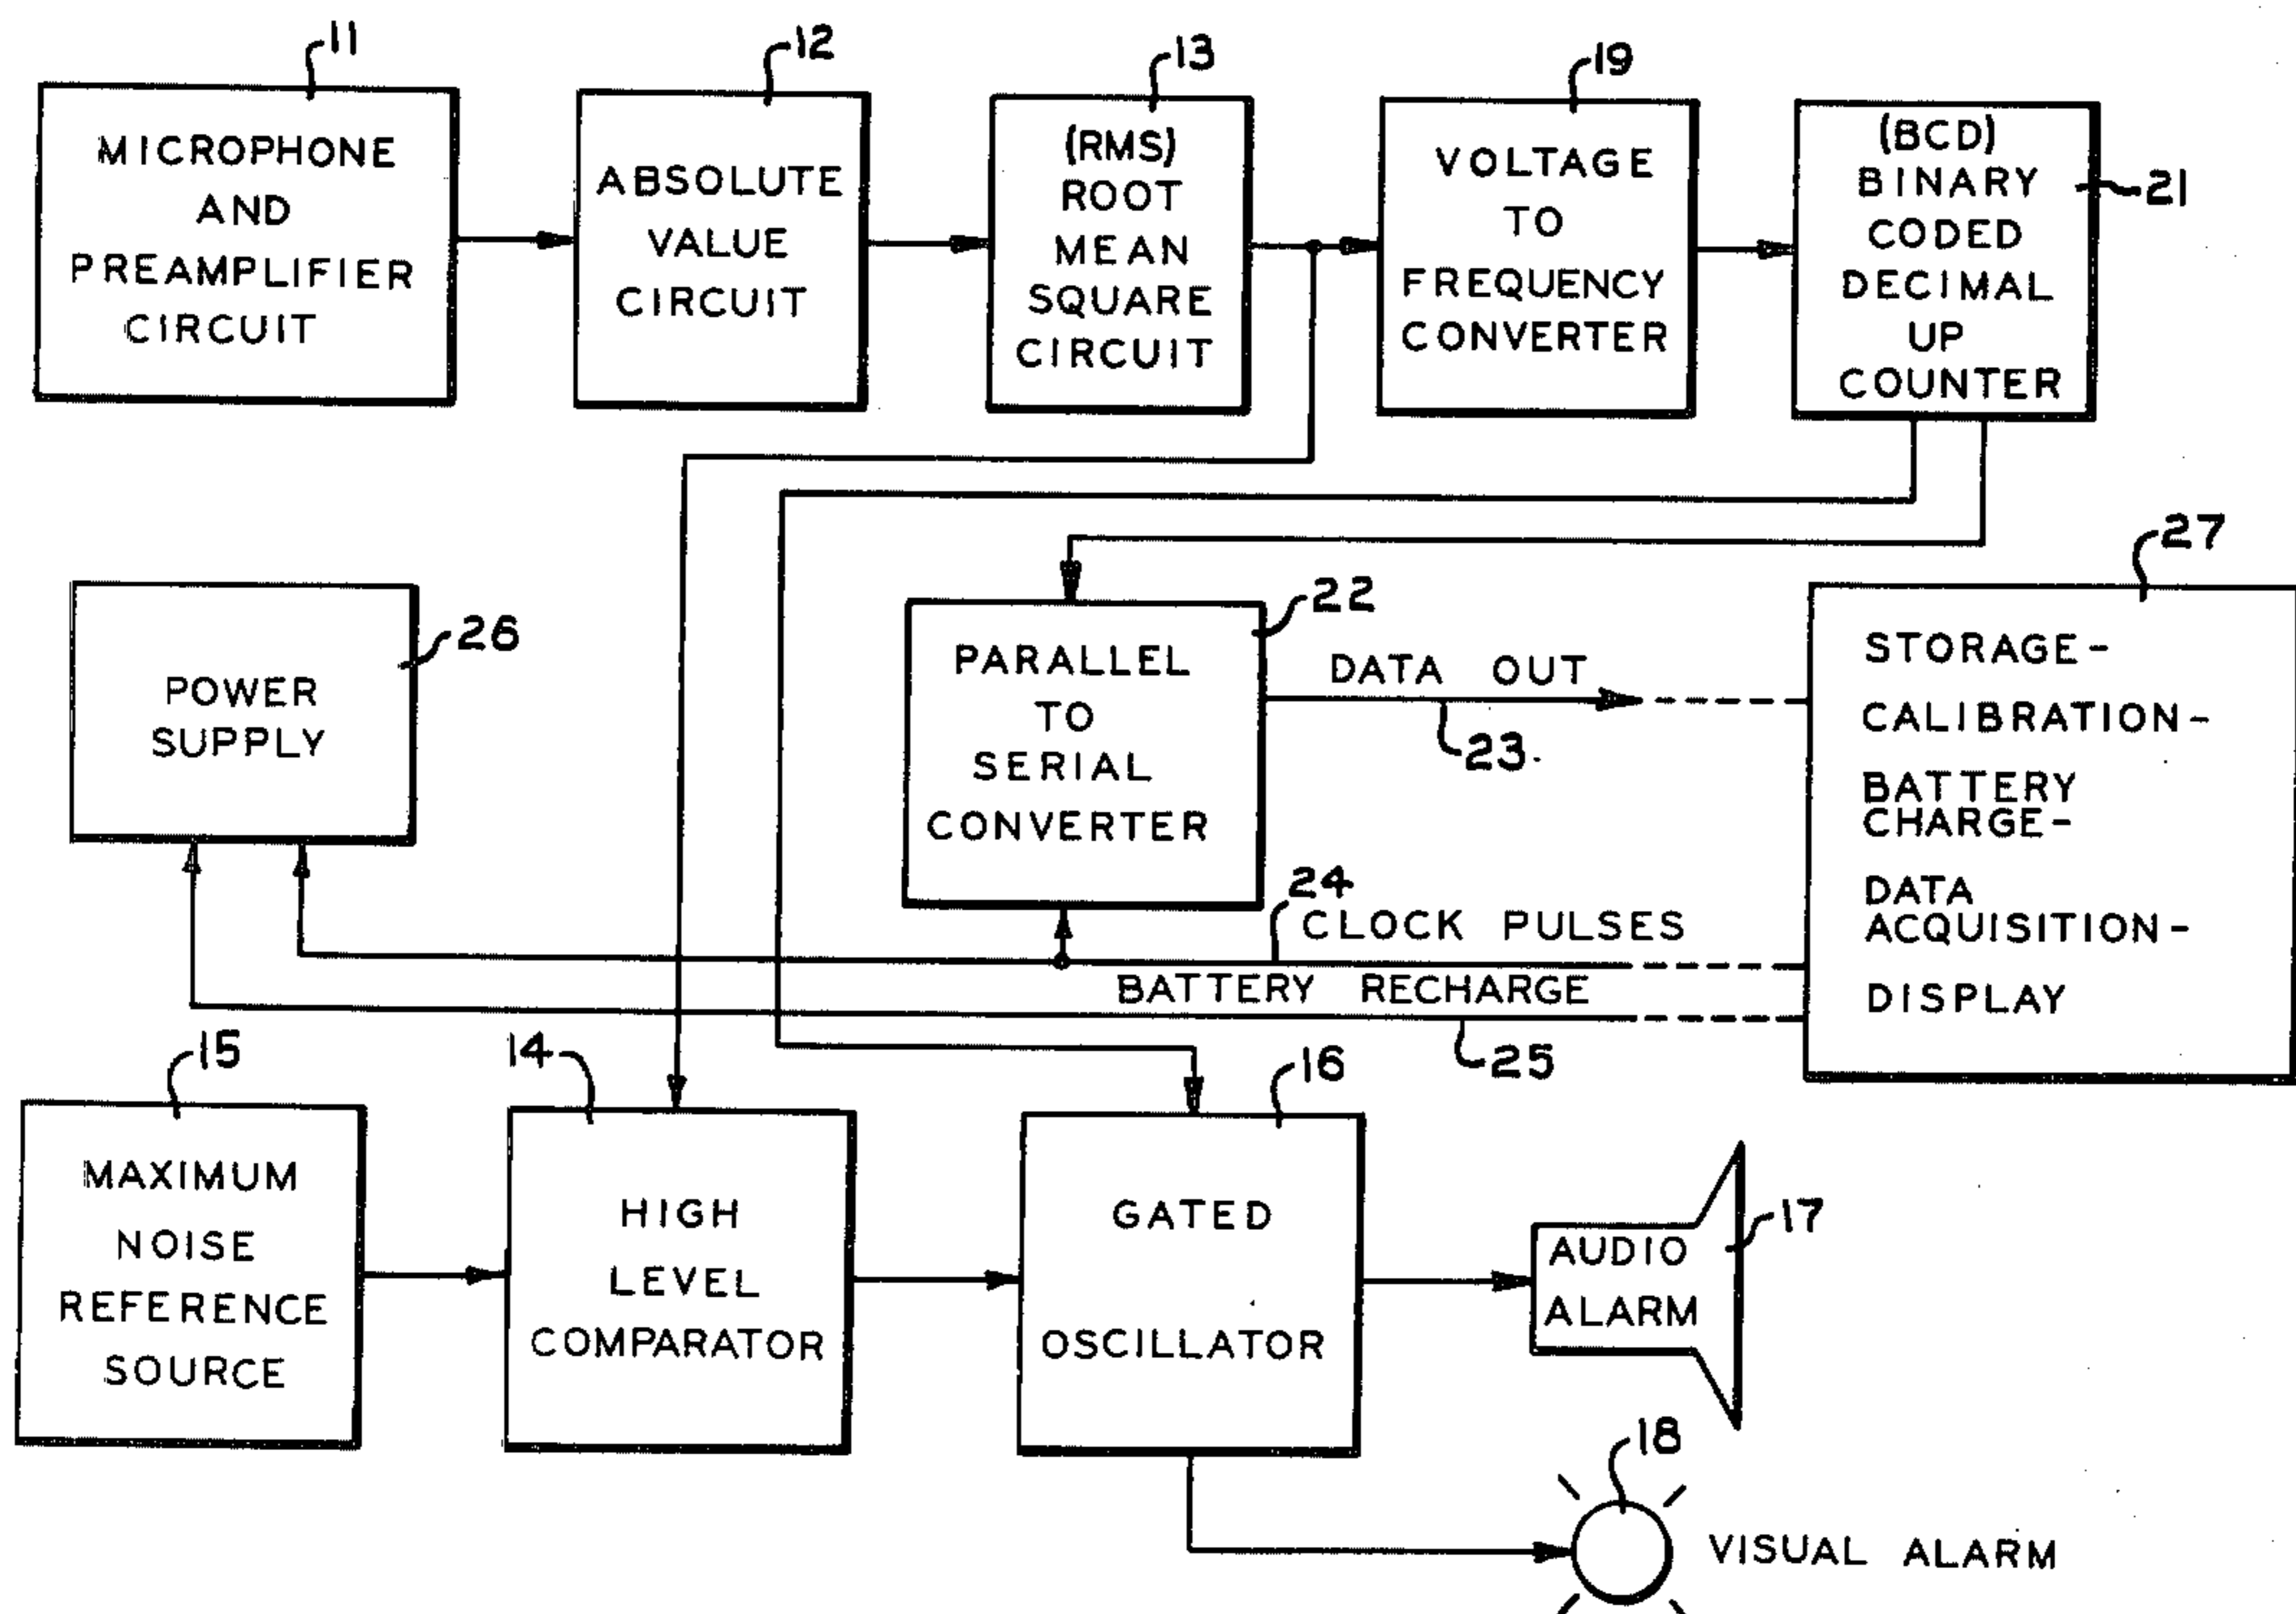 11
MICROPHONE
AND
PREAMPLIFIER
CIRCUIT
12
ABSOLUTE
VALUE
CIRCUIT
13
(RMS)
ROOT
MEAN
SQUARE
CIRCUIT
19
VOLTAGE
TO
FREQUENCY
CONVERTER
(BCD)
BINARY
CODED
DECIMAL
UP
COUNTER
21
26
POWER
SUPPLY
22
PARALLEL
TO
SERIAL
CONVERTER
DATA OUT
23
27
STORAGE-
CALIBRATION-
BATTERY
CHARGE-
DATA
ACQUISITION-
DISPLAY
24
CLOCK PULSES
BATTERY RECHARGE
25
15
MAXIMUM
NOISE
REFERENCE
SOURCE
14
HIGH
LEVEL
COMPARATOR
16
GATED
OSCILLATOR
17
AUDIO
ALARM
18
VISUAL ALARM